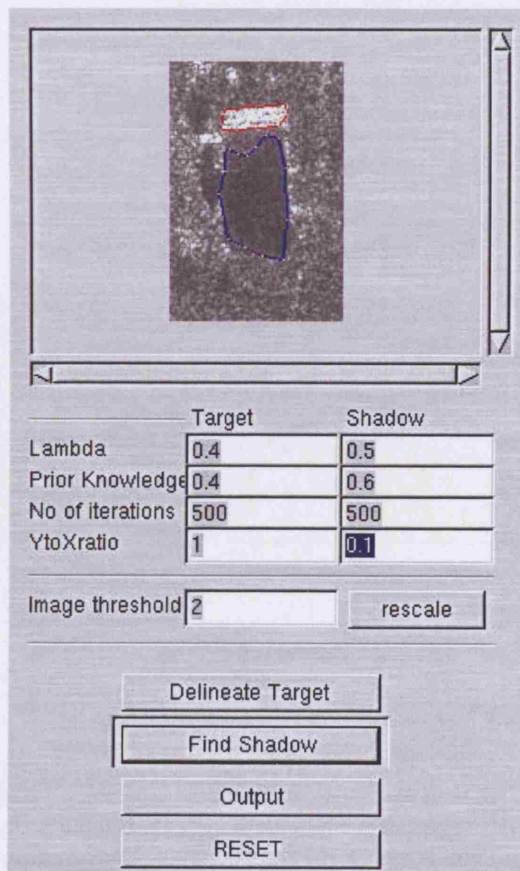 Target Shadow
Lambda 0.4 0.5
Prior Knowledge 0.4 0.6
No of iterations 500 500
YtoXratio 1 0.1
Image threshold 2 rescale
Delineate Target
Find Shadow
Output
RESET